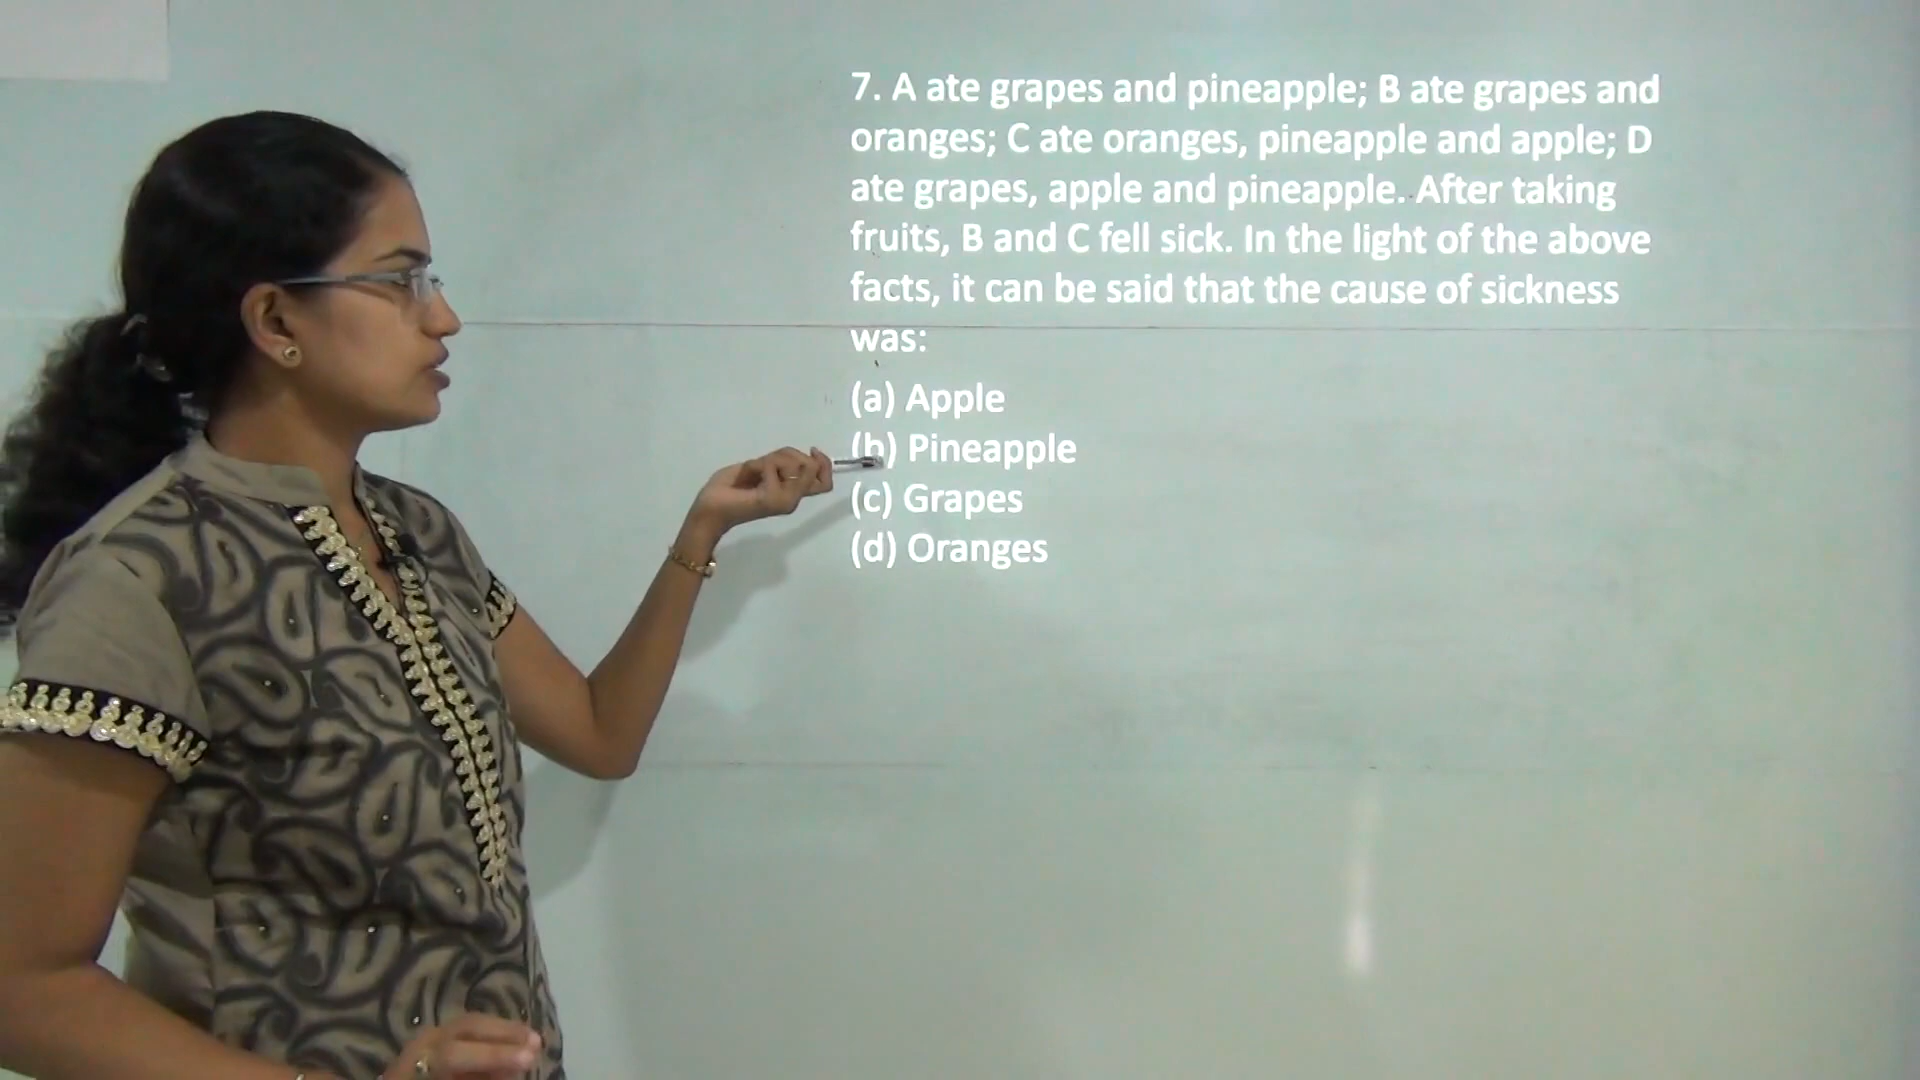 7. A ate grapes and pineapple; B ate grapes and
oranges; C ate oranges, pineapple and apple; D
ate grapes, apple and pineapple. After taking
fruits, B and C fell sick. In the light of the above
facts, it can be said that the cause of sickness
was:
(a) Apple
(b) Pineapple
(c) Grapes
(d) Oranges